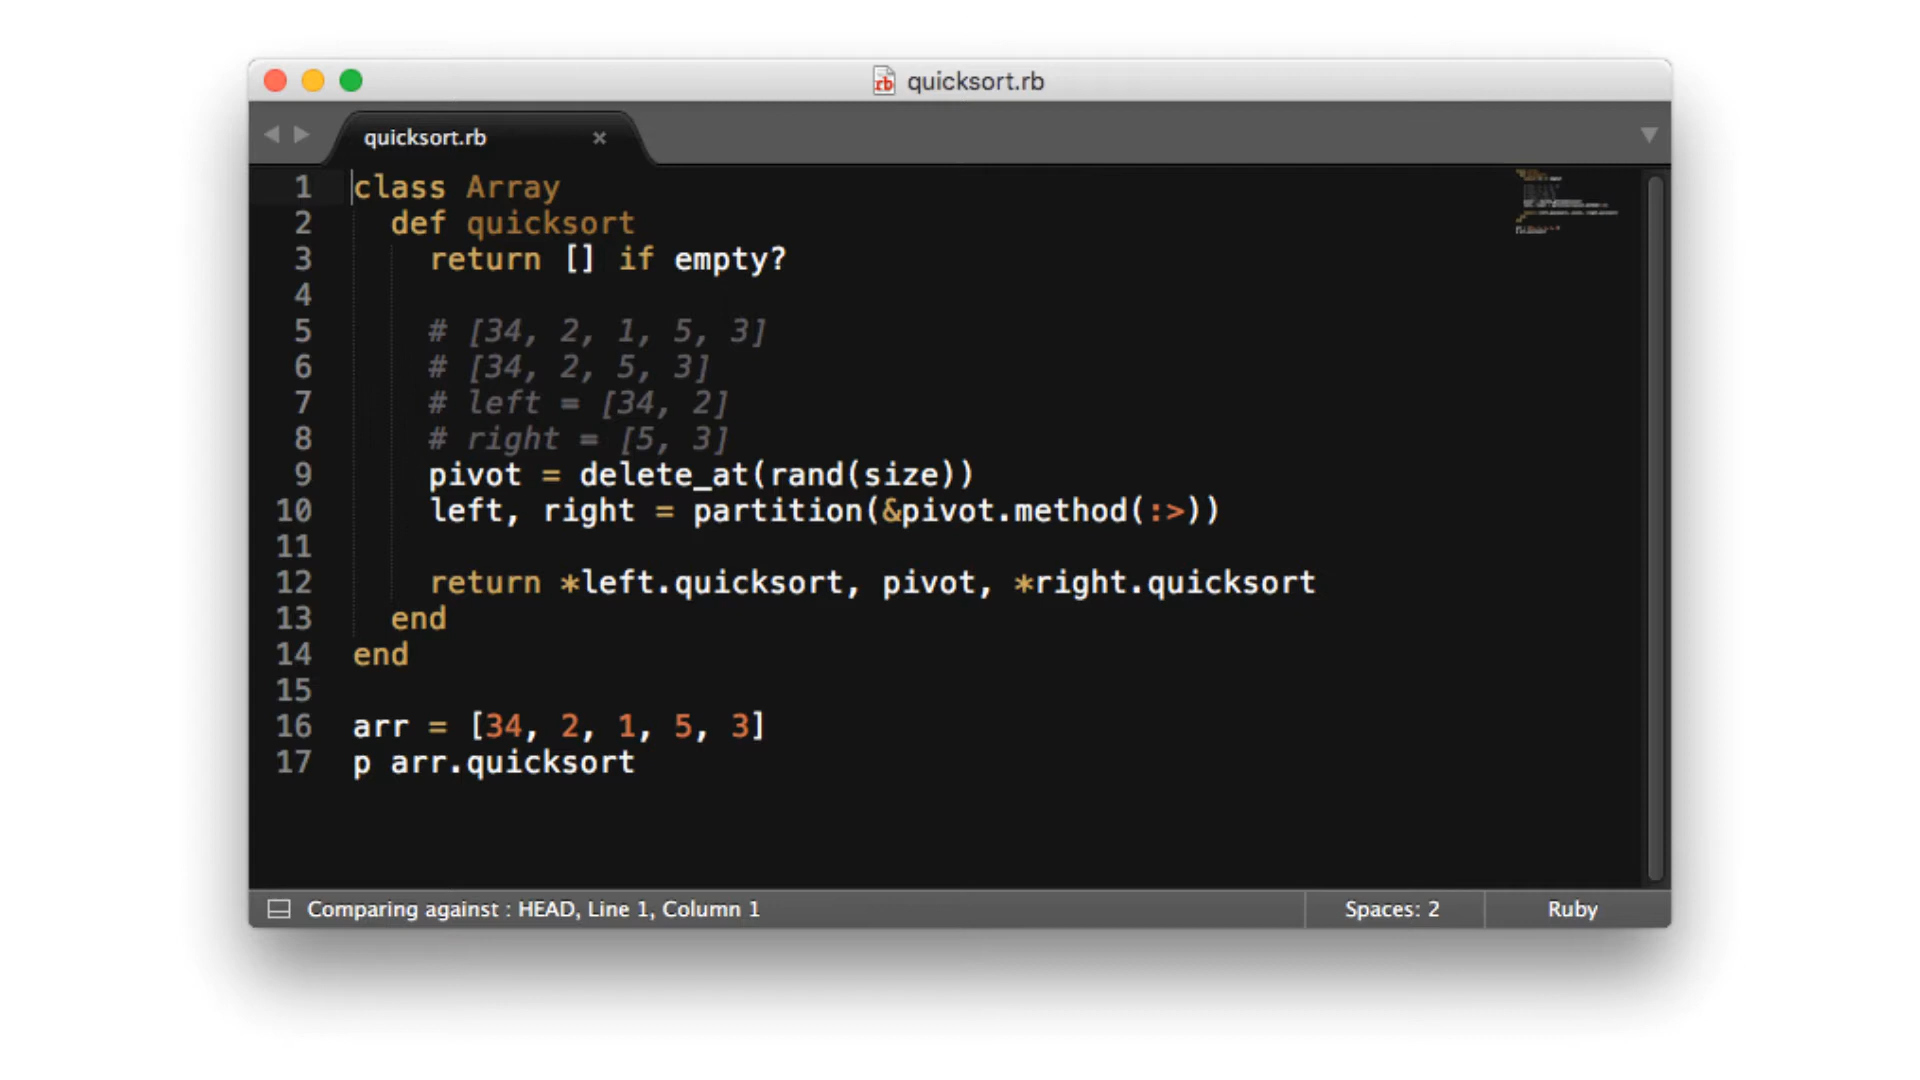 quicksort.rb
quicksort.rb
1 class Array
2   def quicksort
3     return [] if empty?
4
5     # [34, 2, 1, 5, 3]
6     # [34, 2, 5, 3]
7     # left = [34, 2]
8     # right = [5, 3]
9     pivot = delete_at(rand(size))
10     left, right = partition(&pivot.method(:>))
11
12     return *left.quicksort, pivot, *right.quicksort
13   end
14 end
15
16 arr = [34, 2, 1, 5, 3]
17 p arr.quicksort
Comparing against : HEAD, Line 1, Column 1 Spaces: 2 Ruby